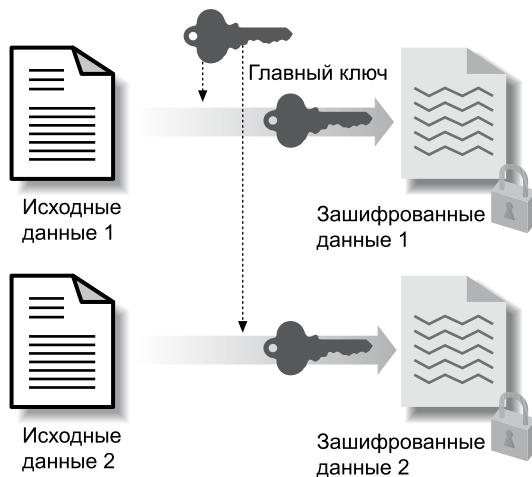 Главный ключ
Исходные
данные 1
Зашифрованные
данные 1
Исходные
данные 2
Зашифрованные
данные 2